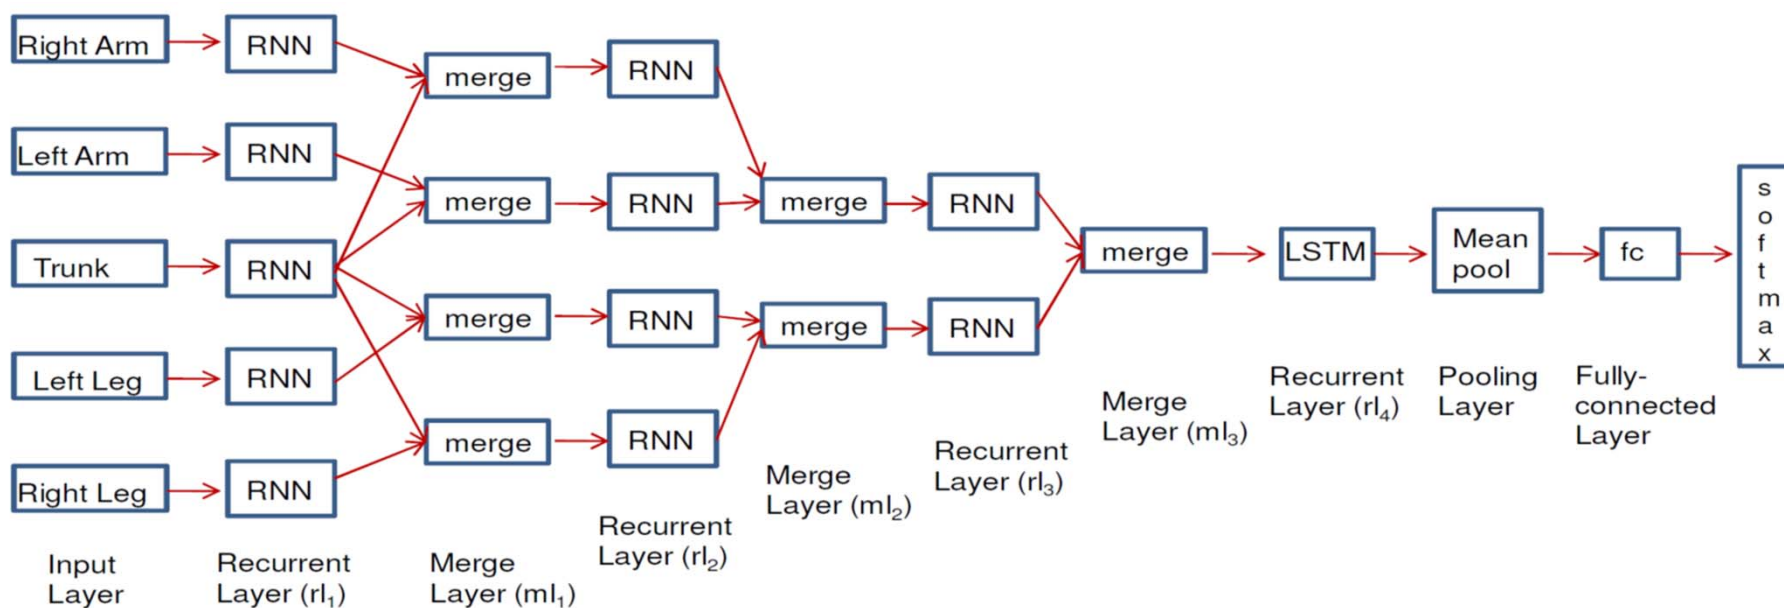 Right Arm
RNN
merge
RNN
Left Arm
RNN
merge
RNN
merge
RNN
Trunk
RNN
merge
LSTM
Mean
pool
fc
softmax
merge
RNN
merge
RNN
Left Leg
RNN
Right Leg
RNN
merge
RNN
Input
Layer
Recurrent
Layer (rl₁)
Merge
Layer (ml₁)
Recurrent
Layer (rl₂)
Merge
Layer (ml₂)
Recurrent
Layer (rl₃)
Merge
Layer (ml₃)
Recurrent
Layer (rl₄)
Pooling
Layer
Fully-
connected
Layer